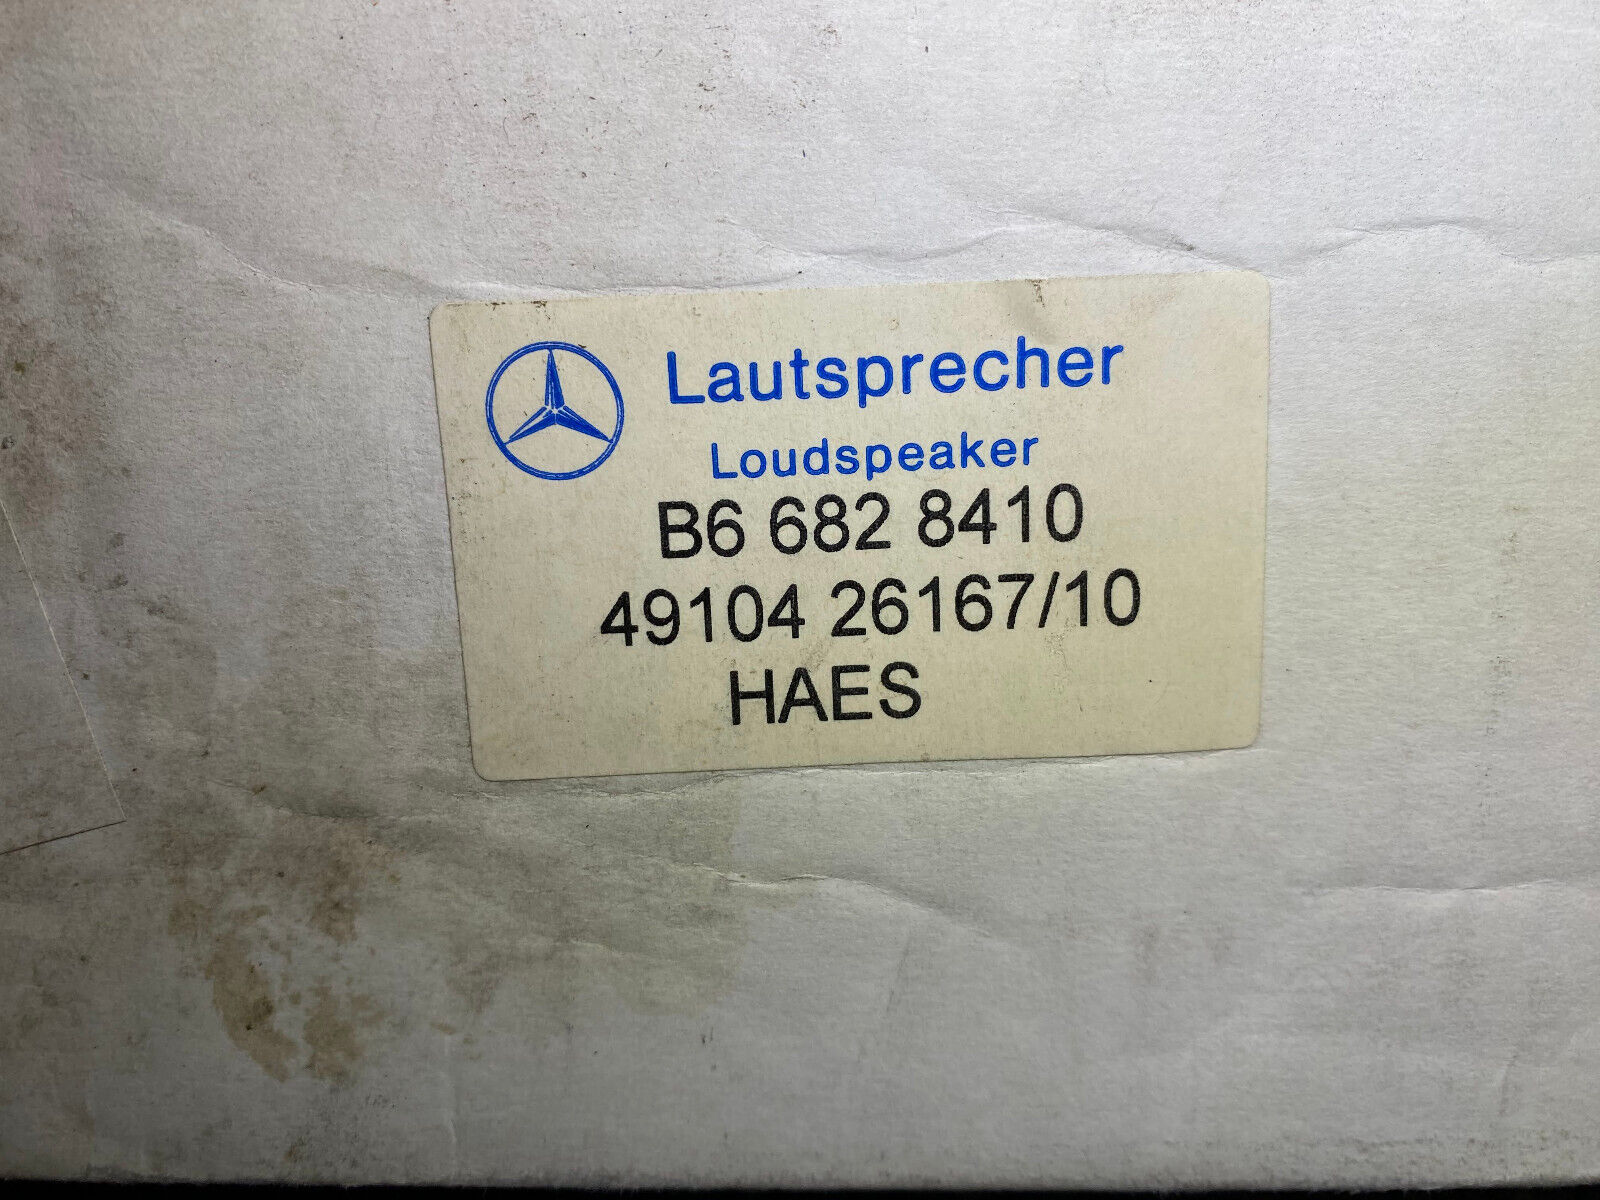 Lautsprecher
Loudspeaker
B6 682 8410
49104 26167/10
HAES